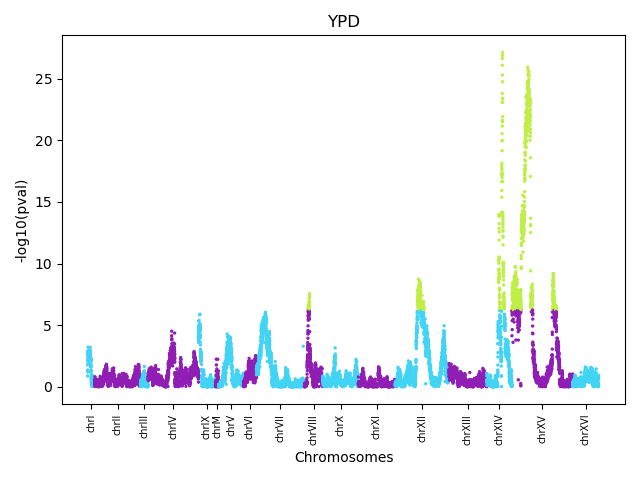 YPD
-log10(pval)
25
20
15
10
5
0
chrI
chrII
chrIII
chrIV
chrIX
chrM
chrV
chrVI
chrVII
chrVIII
chrX
chrXI
chrXII
chrXIII
chrXIV
chrXV
chrXVI
Chromosomes